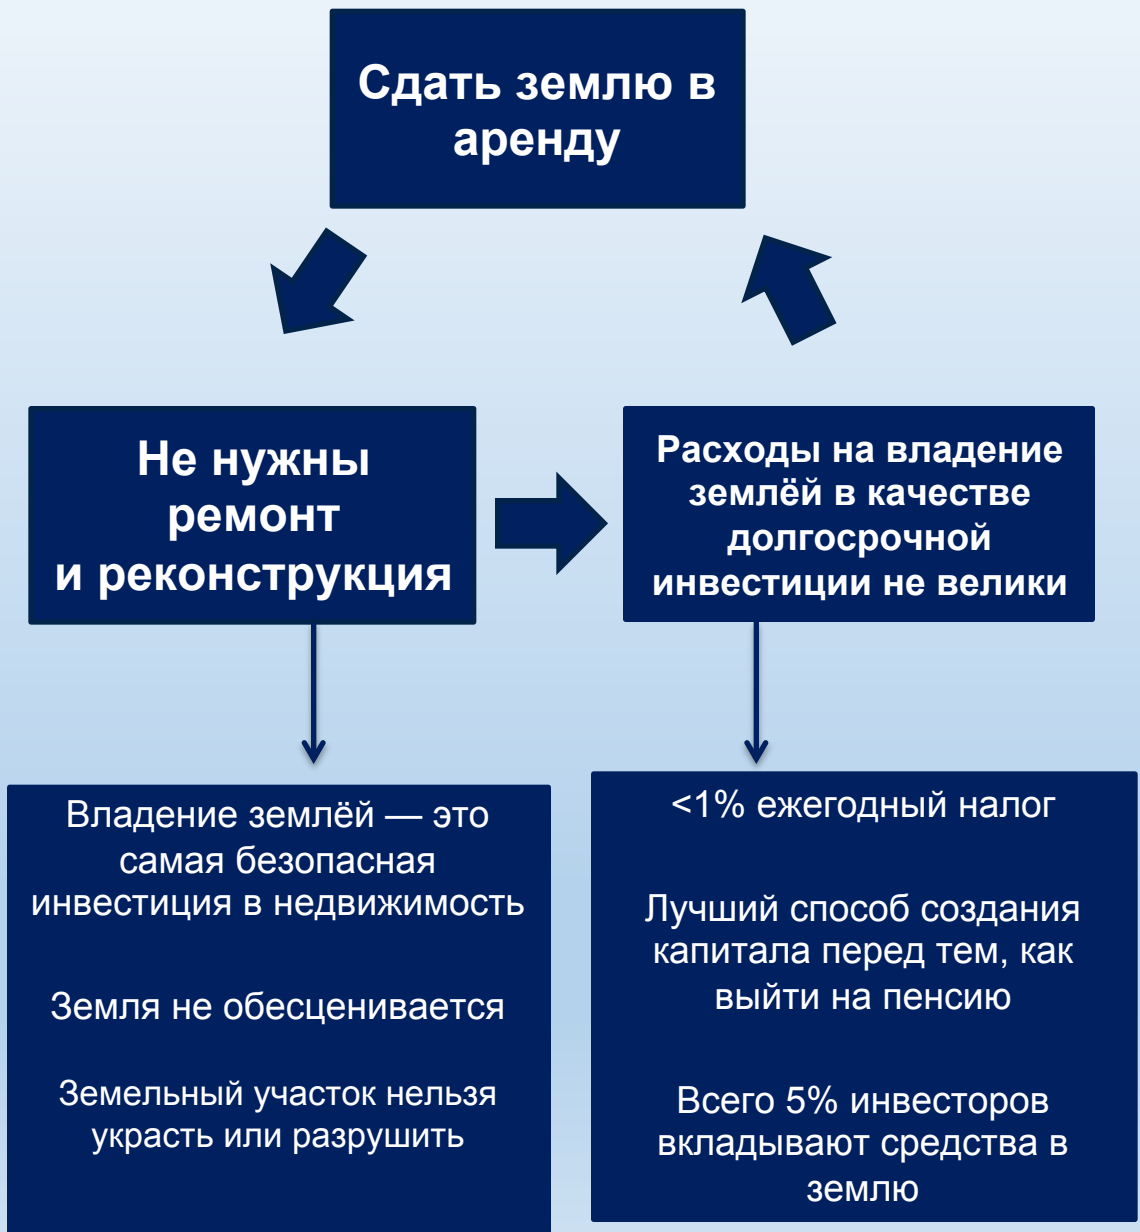 Сдать землю в
аренду
Не нужны
ремонт
и реконструкция
Расходы на владение
землёй в качестве
долгосрочной
инвестиции не велики
Владение землёй — это
самая безопасная
инвестиция в недвижимость
Земля не обесценивается
Земельный участок нельзя
украсть или разрушить
<1% ежегодный налог
Лучший способ создания
капитала перед тем, как
выйти на пенсию
Всего 5% инвесторов
вкладывают средства в
землю